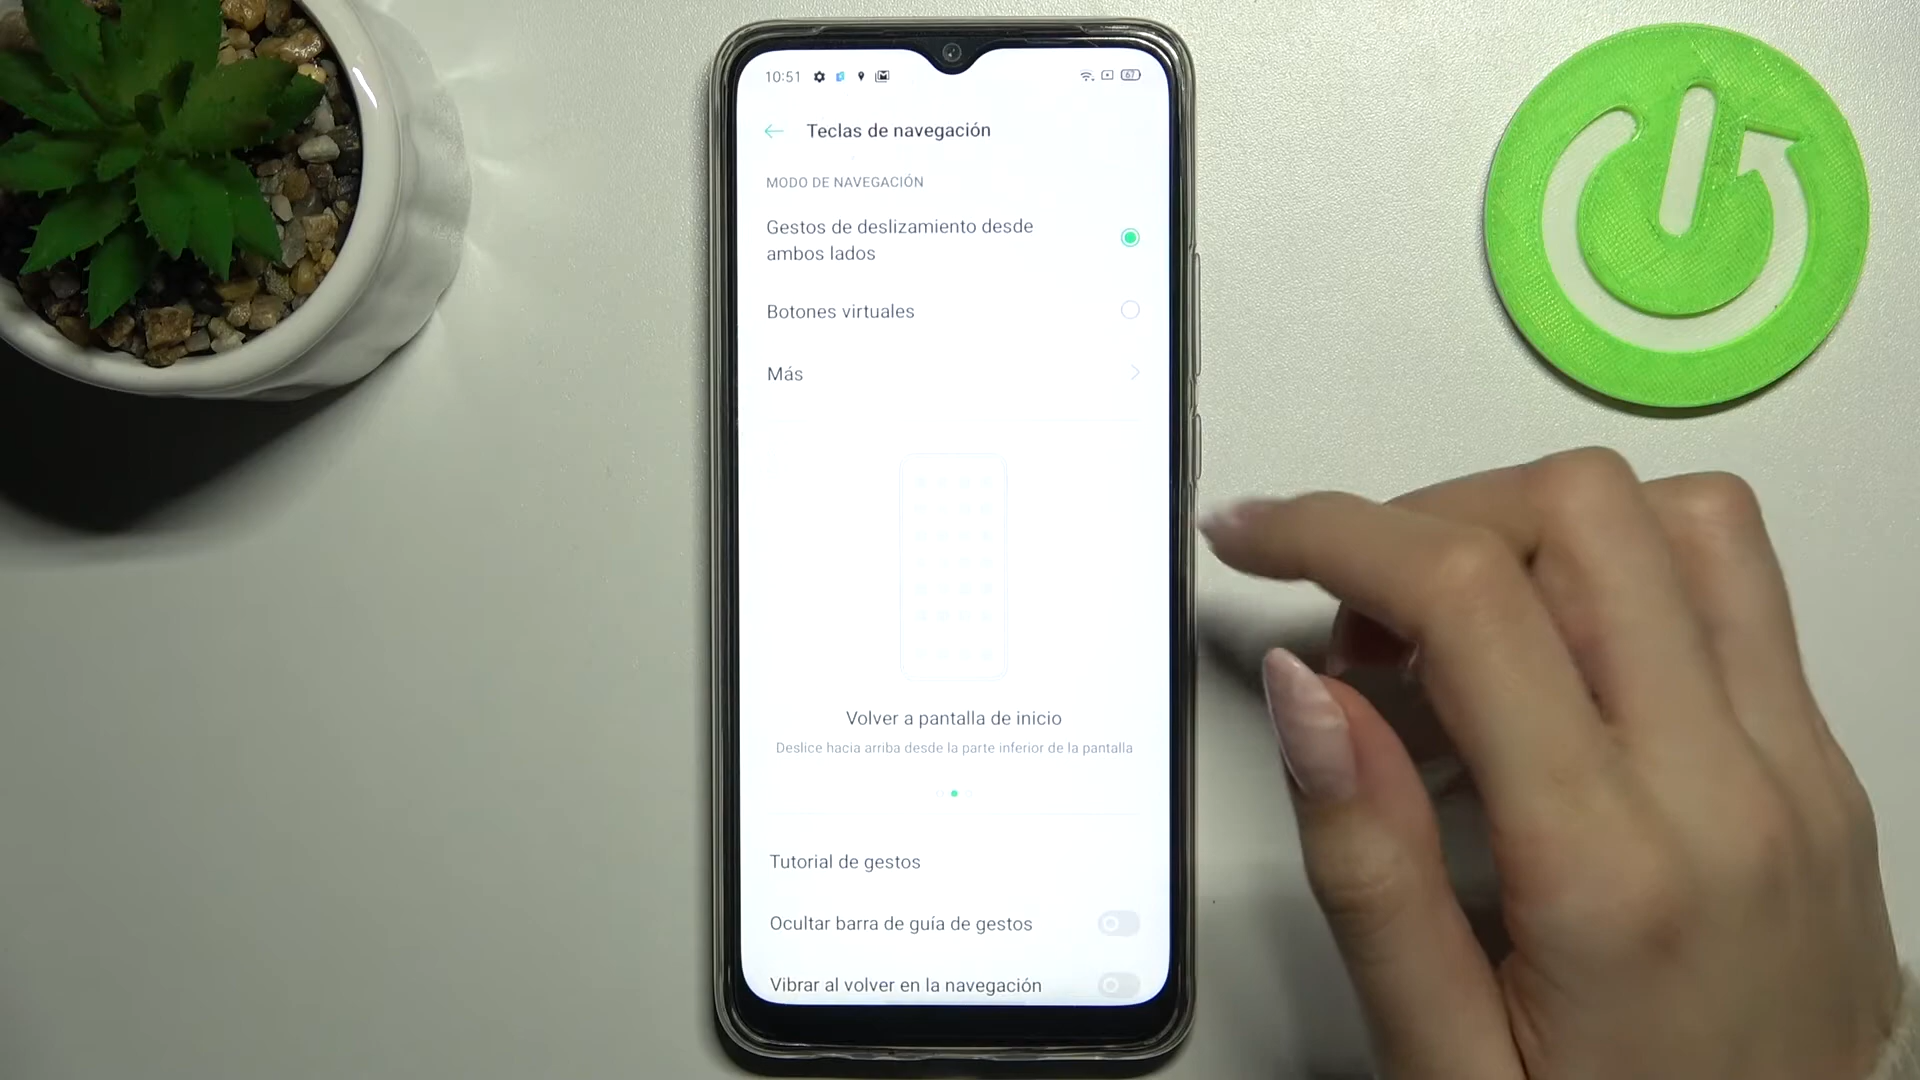 10:51
67
Teclas de navegación
MODO DE NAVEGACIÓN
Gestos de deslizamiento desde
ambos lados
Botones virtuales
Más
Volver a pantalla de inicio
Deslice hacia arriba desde la parte inferior de la pantalla
Tutorial de gestos
Ocultar barra de guía de gestos
Vibrar al volver en la navegación